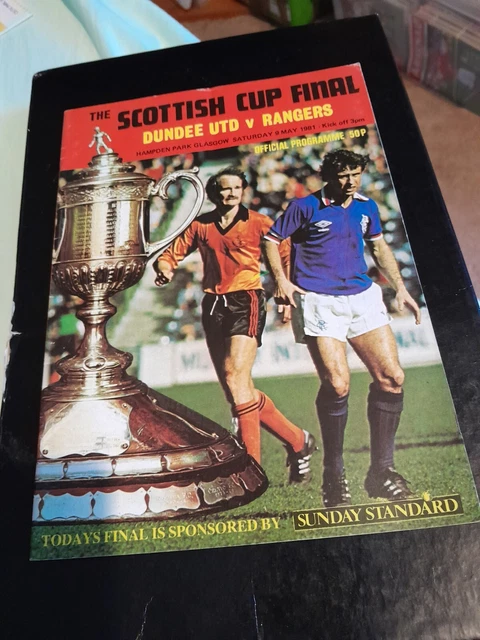 THE SCOTTISH CUP FINAL
DUNDEE UTD V RANGERS
HAMPDEN PARK GLASGOW SATURDAY 9 MAY 1981 / Kick off 3pm
OFFICIAL PROGRAMME 50P
TODAYS FINAL IS SPONSORED BY SUNDAY STANDARD